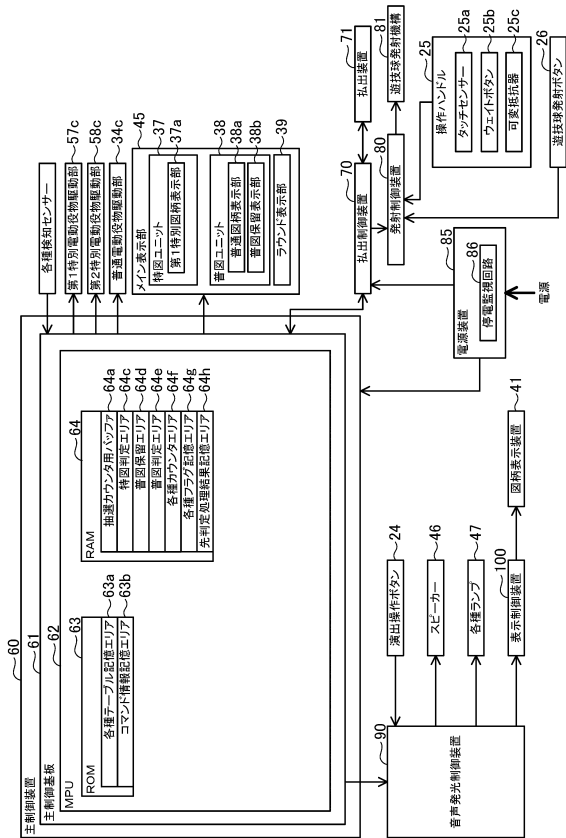 60
主制御装置
61
主制御基板
62
MPU
63
ROM
各種テーブル記憶エリア
63a
コマンド情報記憶エリア
63b
64
RAM
抽選カウンタ用バッファ
64a
特図判定エリア
64c
普図保留エリア
64d
普図判定エリア
64e
各種カウンタエリア
64f
各種フラグ記憶エリア
64g
先判定処理結果記憶エリア
64h
各種検知センサー
第1特別電動役物駆動部
57c
第2特別電動役物駆動部
58c
普通電動役物駆動部
34c
メイン表示部
45
特図ユニット
37
第1特別図柄表示部
37a
普図ユニット
38
普通図柄表示部
38a
普図保留表示部
38b
ラウンド表示部
39
払出制御装置
70
払出装置
71
発射制御装置
80
遊技球発射機構
81
操作ハンドル
25
タッチセンサー
25a
ウェイトボタン
25b
可変抵抗器
25c
遊技球発射ボタン
26
電源装置
85
停電監視回路
86
電源
90
音声発光制御装置
演出操作ボタン
24
スピーカー
46
各種ランプ
47
表示制御装置
100
図柄表示装置
41